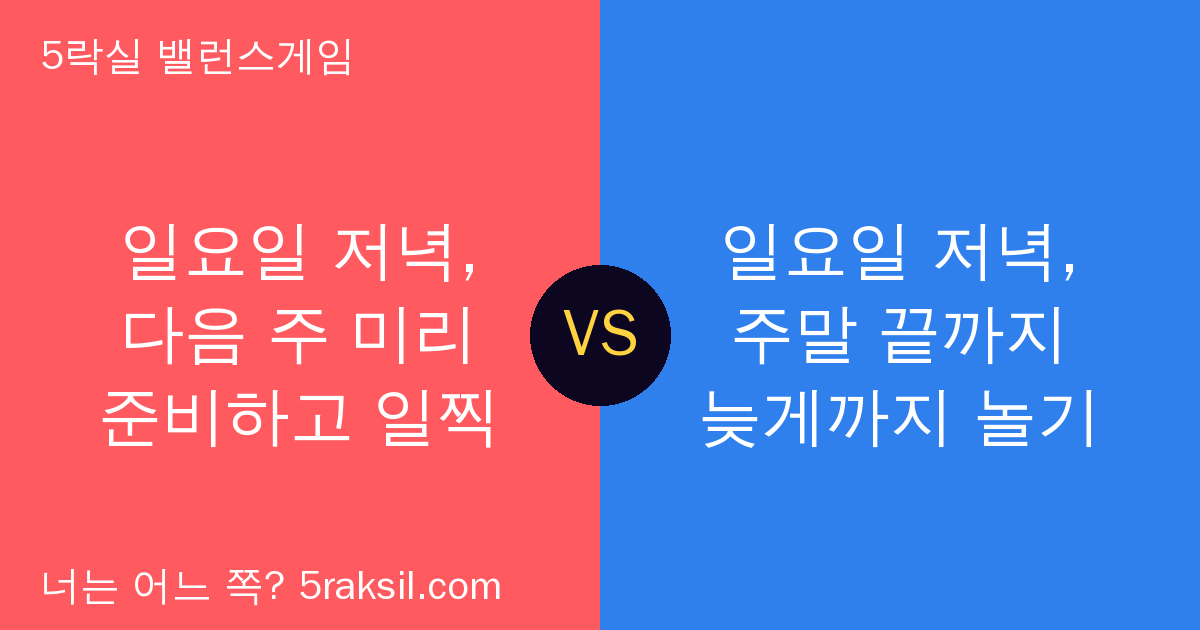 5락실 밸런스게임
일요일 저녁,
다음 주 미리
준비하고 일찍
VS
일요일 저녁,
주말 끝까지
늦게까지 놀기
너는 어느 쪽? 5raksil.com